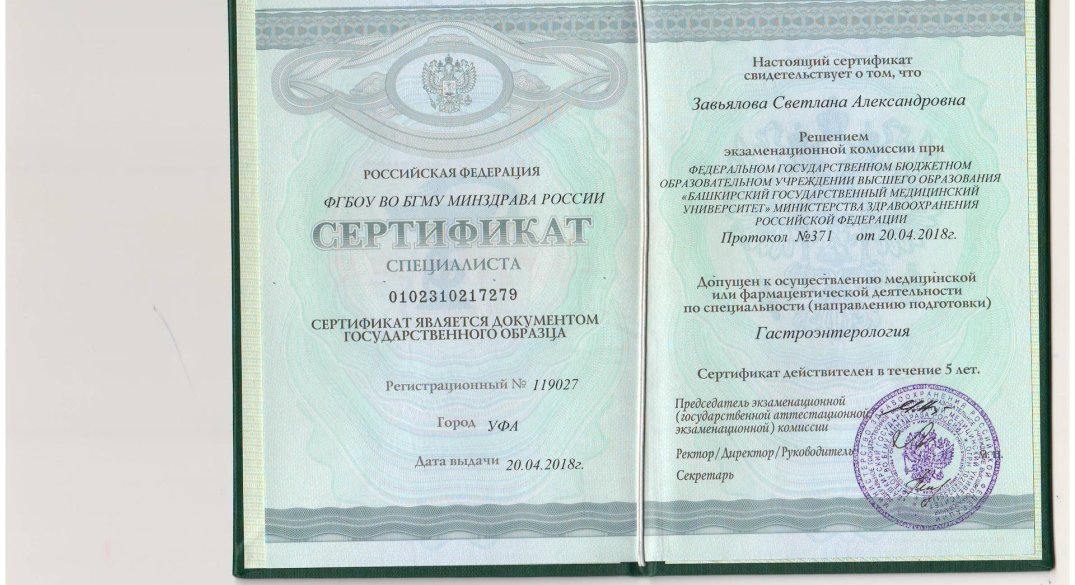 РОССИЙСКАЯ ФЕДЕРАЦИЯ
ФГБОУ ВО БГМУ МИНЗДРАВА РОССИИ
СЕРТИФИКАТ
СПЕЦИАЛИСТА
0102310217279
СЕРТИФИКАТ ЯВЛЯЕТСЯ ДОКУМЕНТОМ
ГОСУДАРСТВЕННОГО ОБРАЗЦА
Регистрационный № 119027
Город УФА
Дата выдачи 20.04.2018г.
Настоящий сертификат
свидетельствует о том, что
Завьялова Светлана Александровна
Решением
экзаменационной комиссии при
ФЕДЕРАЛЬНОМ ГОСУДАРСТВЕННОМ БЮДЖЕТНОМ
ОБРАЗОВАТЕЛЬНОМ УЧРЕЖДЕНИИ ВЫСШЕГО ОБРАЗОВАНИЯ
«БАШКИРСКИЙ ГОСУДАРСТВЕННЫЙ МЕДИЦИНСКИЙ
УНИВЕРСИТЕТ» МИНИСТЕРСТВА ЗДРАВООХРАНЕНИЯ
РОССИЙСКОЙ ФЕДЕРАЦИИ
Протокол №371 от 20.04.2018г.
Допущен к осуществлению медицинской
или фармацевтической деятельности
по специальности (направлению подготовки)
Гастроэнтерология
Сертификат действителен в течение 5 лет.
Председатель экзаменационной
(государственной аттестационной
экзаменационной) комиссии
Ректор/Директор/Руководитель
Секретарь
М.П.